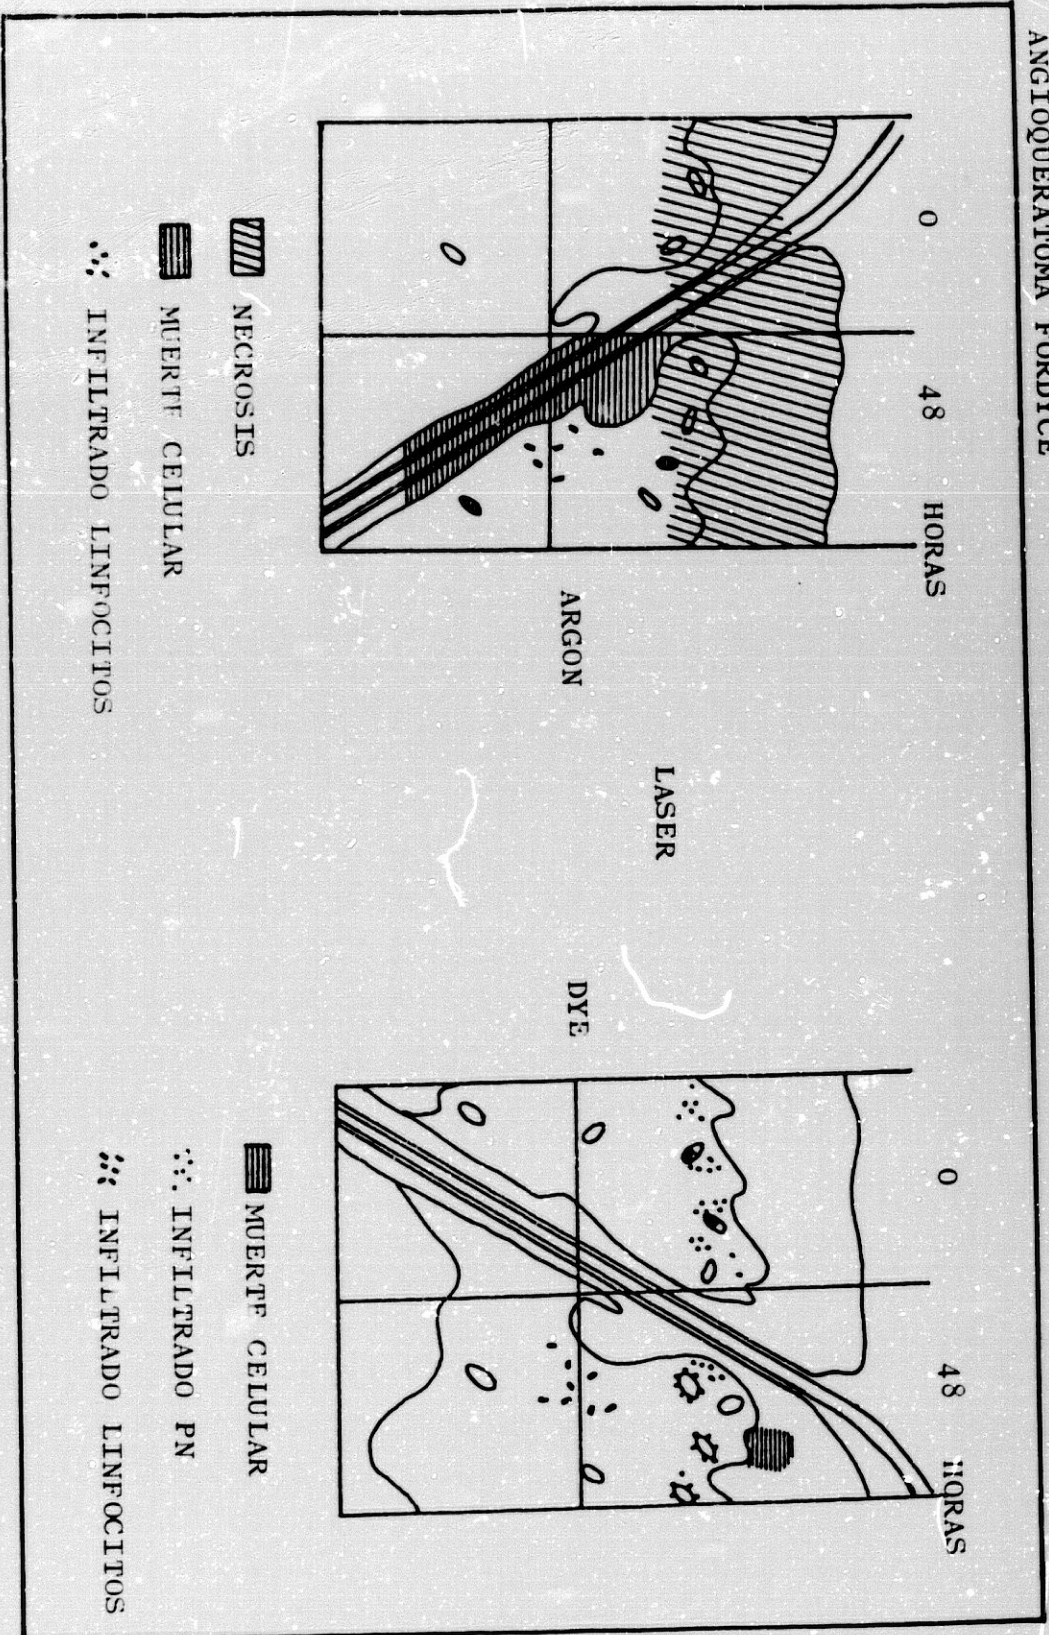 ANGIOQUERATOMA FORDICE
0 48 HORAS
0 48 HORAS
LASER
ARGON
DYE
NECROSIS
MUERTE CELULAR
INFILTRADO LINFOCITOS
MUERTE CELULAR
INFILTRADO PN
INFILTRADO LINFOCITOS